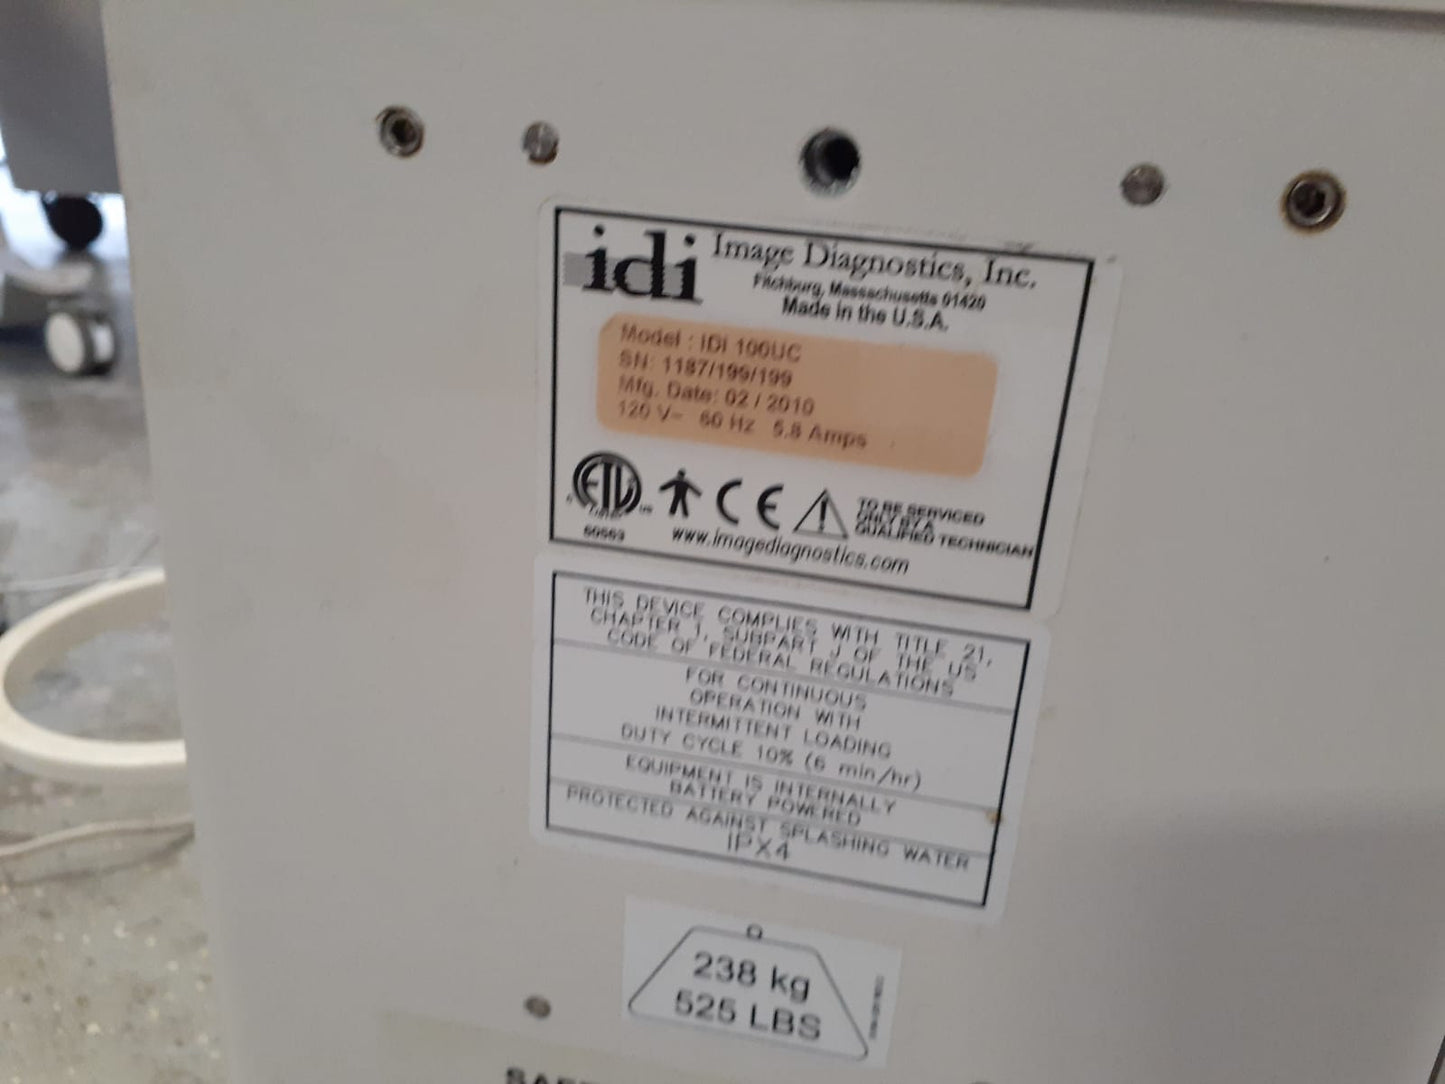 idi Image Diagnostics, Inc.
Fitchburg, Massachusetts 01420
Made in the U.S.A.
Model : IDI 100UC
SN: 1187/199/199
Mfg. Date: 02 / 2010
120 V~ 60 Hz 5.8 Amps
ETL
CE
TO BE SERVICED
ONLY BY A
QUALIFIED TECHNICIAN
www.imagediagnostics.com
THIS DEVICE COMPLIES WITH TITLE 21,
CHAPTER 1, SUBPART J OF THE US
CODE OF FEDERAL REGULATIONS
FOR CONTINUOUS
OPERATION WITH
INTERMITTENT LOADING
DUTY CYCLE 10% (6 min/hr)
EQUIPMENT IS INTERNALLY
BATTERY POWERED
PROTECTED AGAINST SPLASHING WATER
IPX4
238 kg
525 LBS